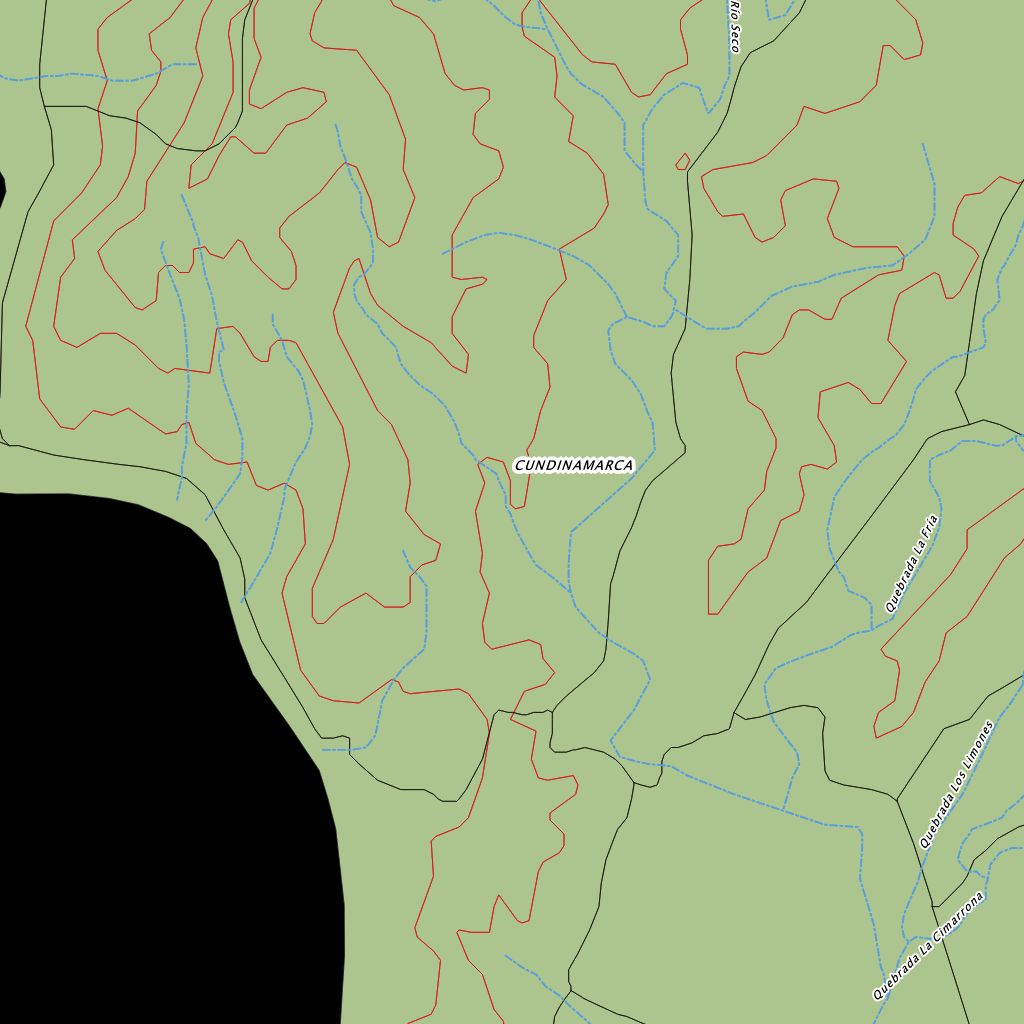 Río Seco
CUNDINAMARCA
Quebrada La Fría
Quebrada Los Limones
Quebrada La Cimarrona